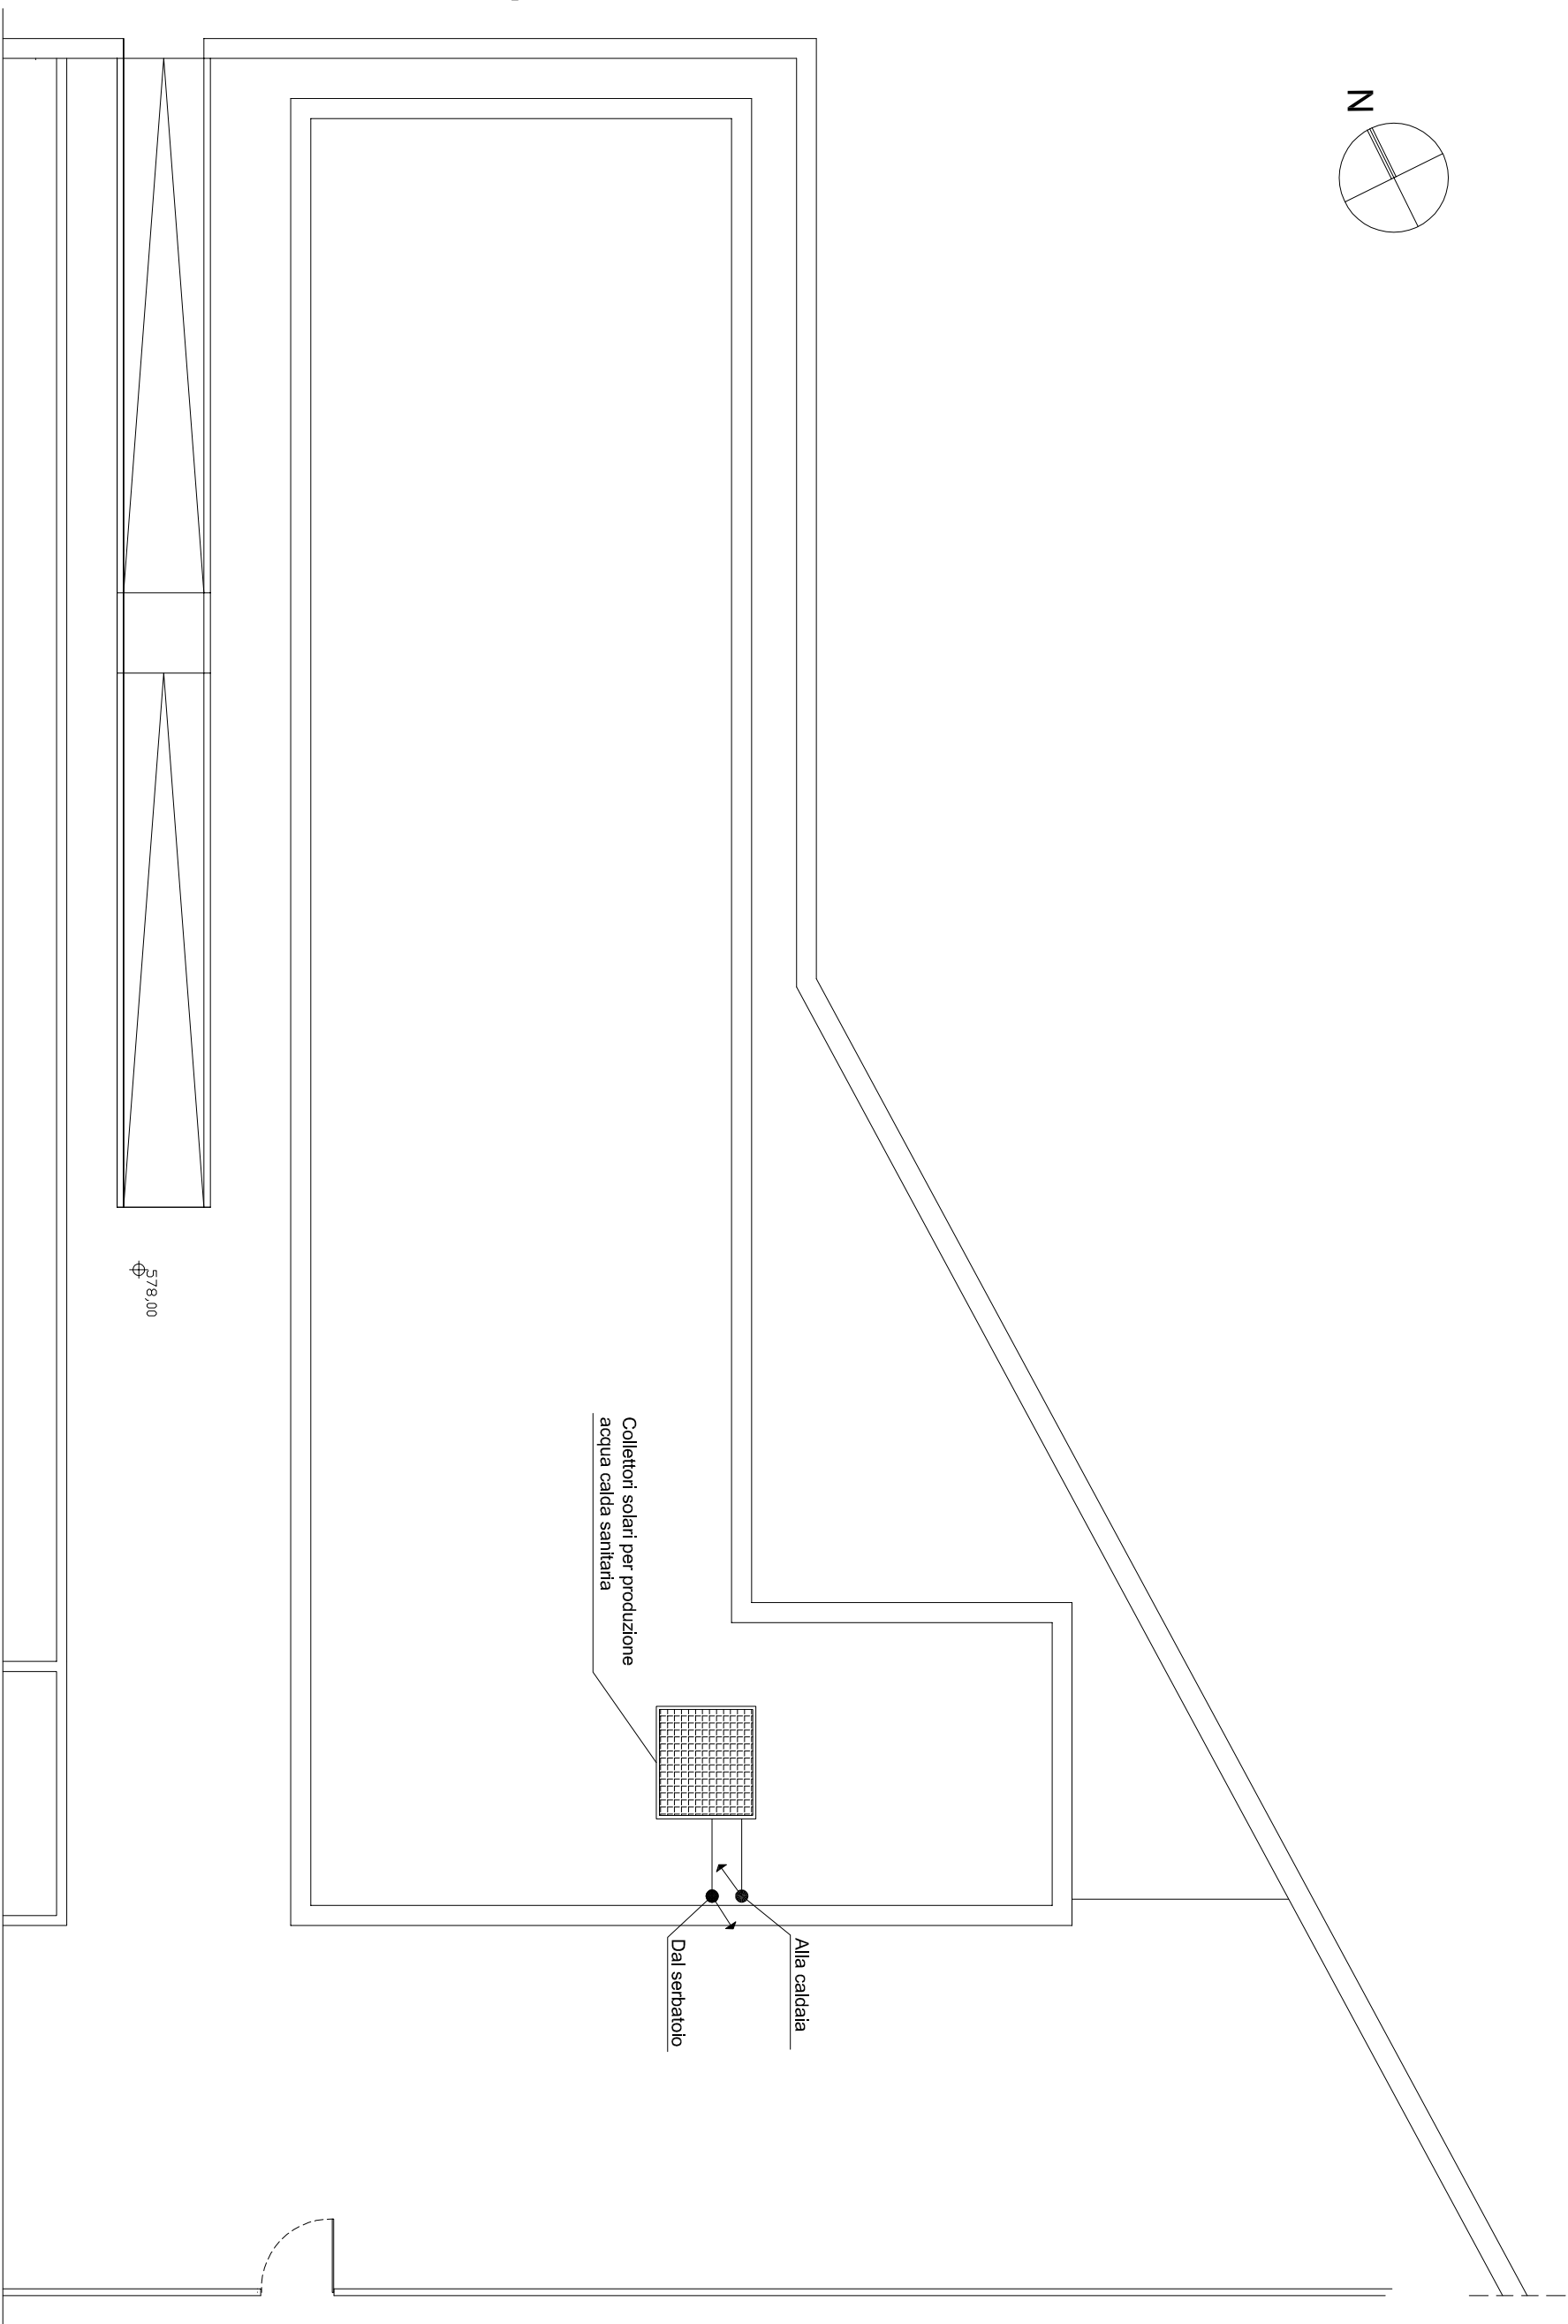 N
578,00
Collettori solari per produzione
acqua calda sanitaria
Alla caldaia
Dal serbatoio